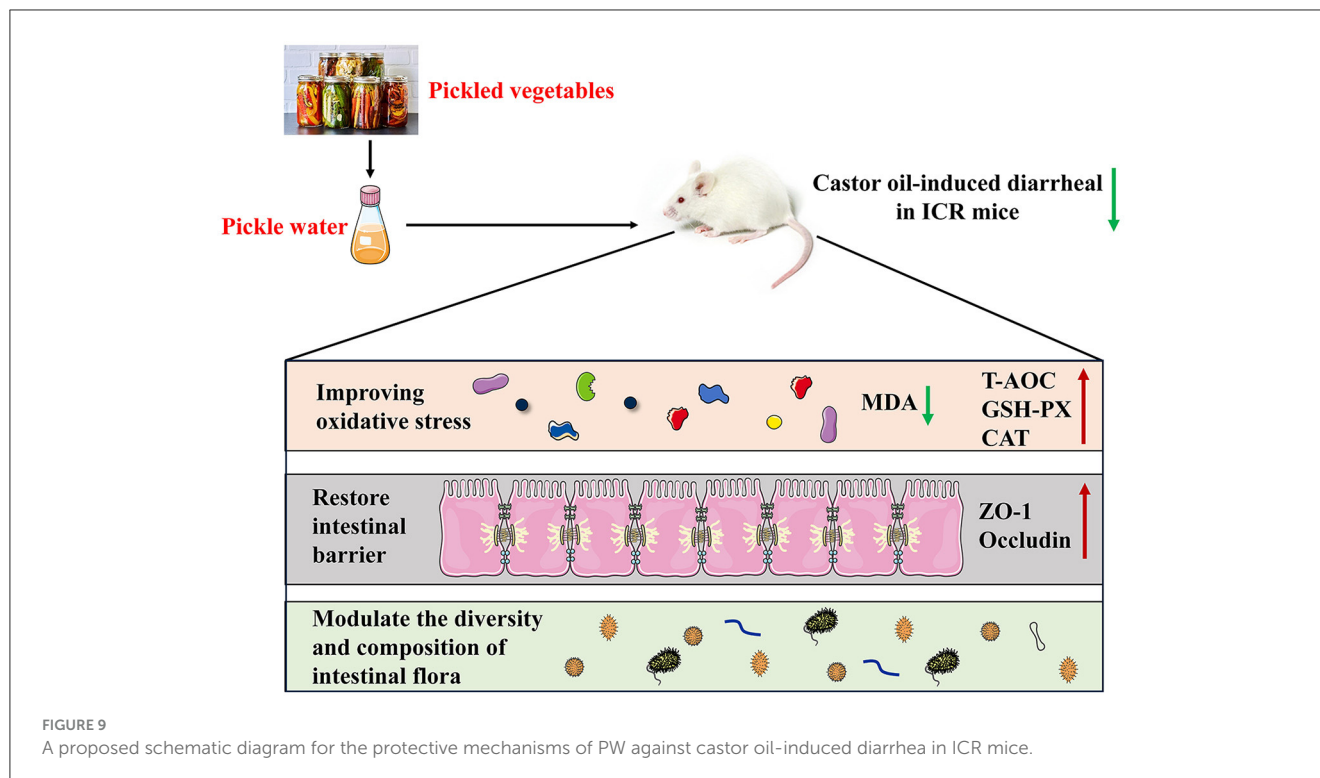 Pickled vegetables
Pickle water
Castor oil-induced diarrheal
in ICR mice
Improving
oxidative stress
MDA
T-AOC
GSH-PX
CAT
Restore
intestinal
barrier
ZO-1
Occludin
Modulate the diversity
and composition of
intestinal flora
FIGURE 9
A proposed schematic diagram for the protective mechanisms of PW against castor oil-induced diarrhea in ICR mice.